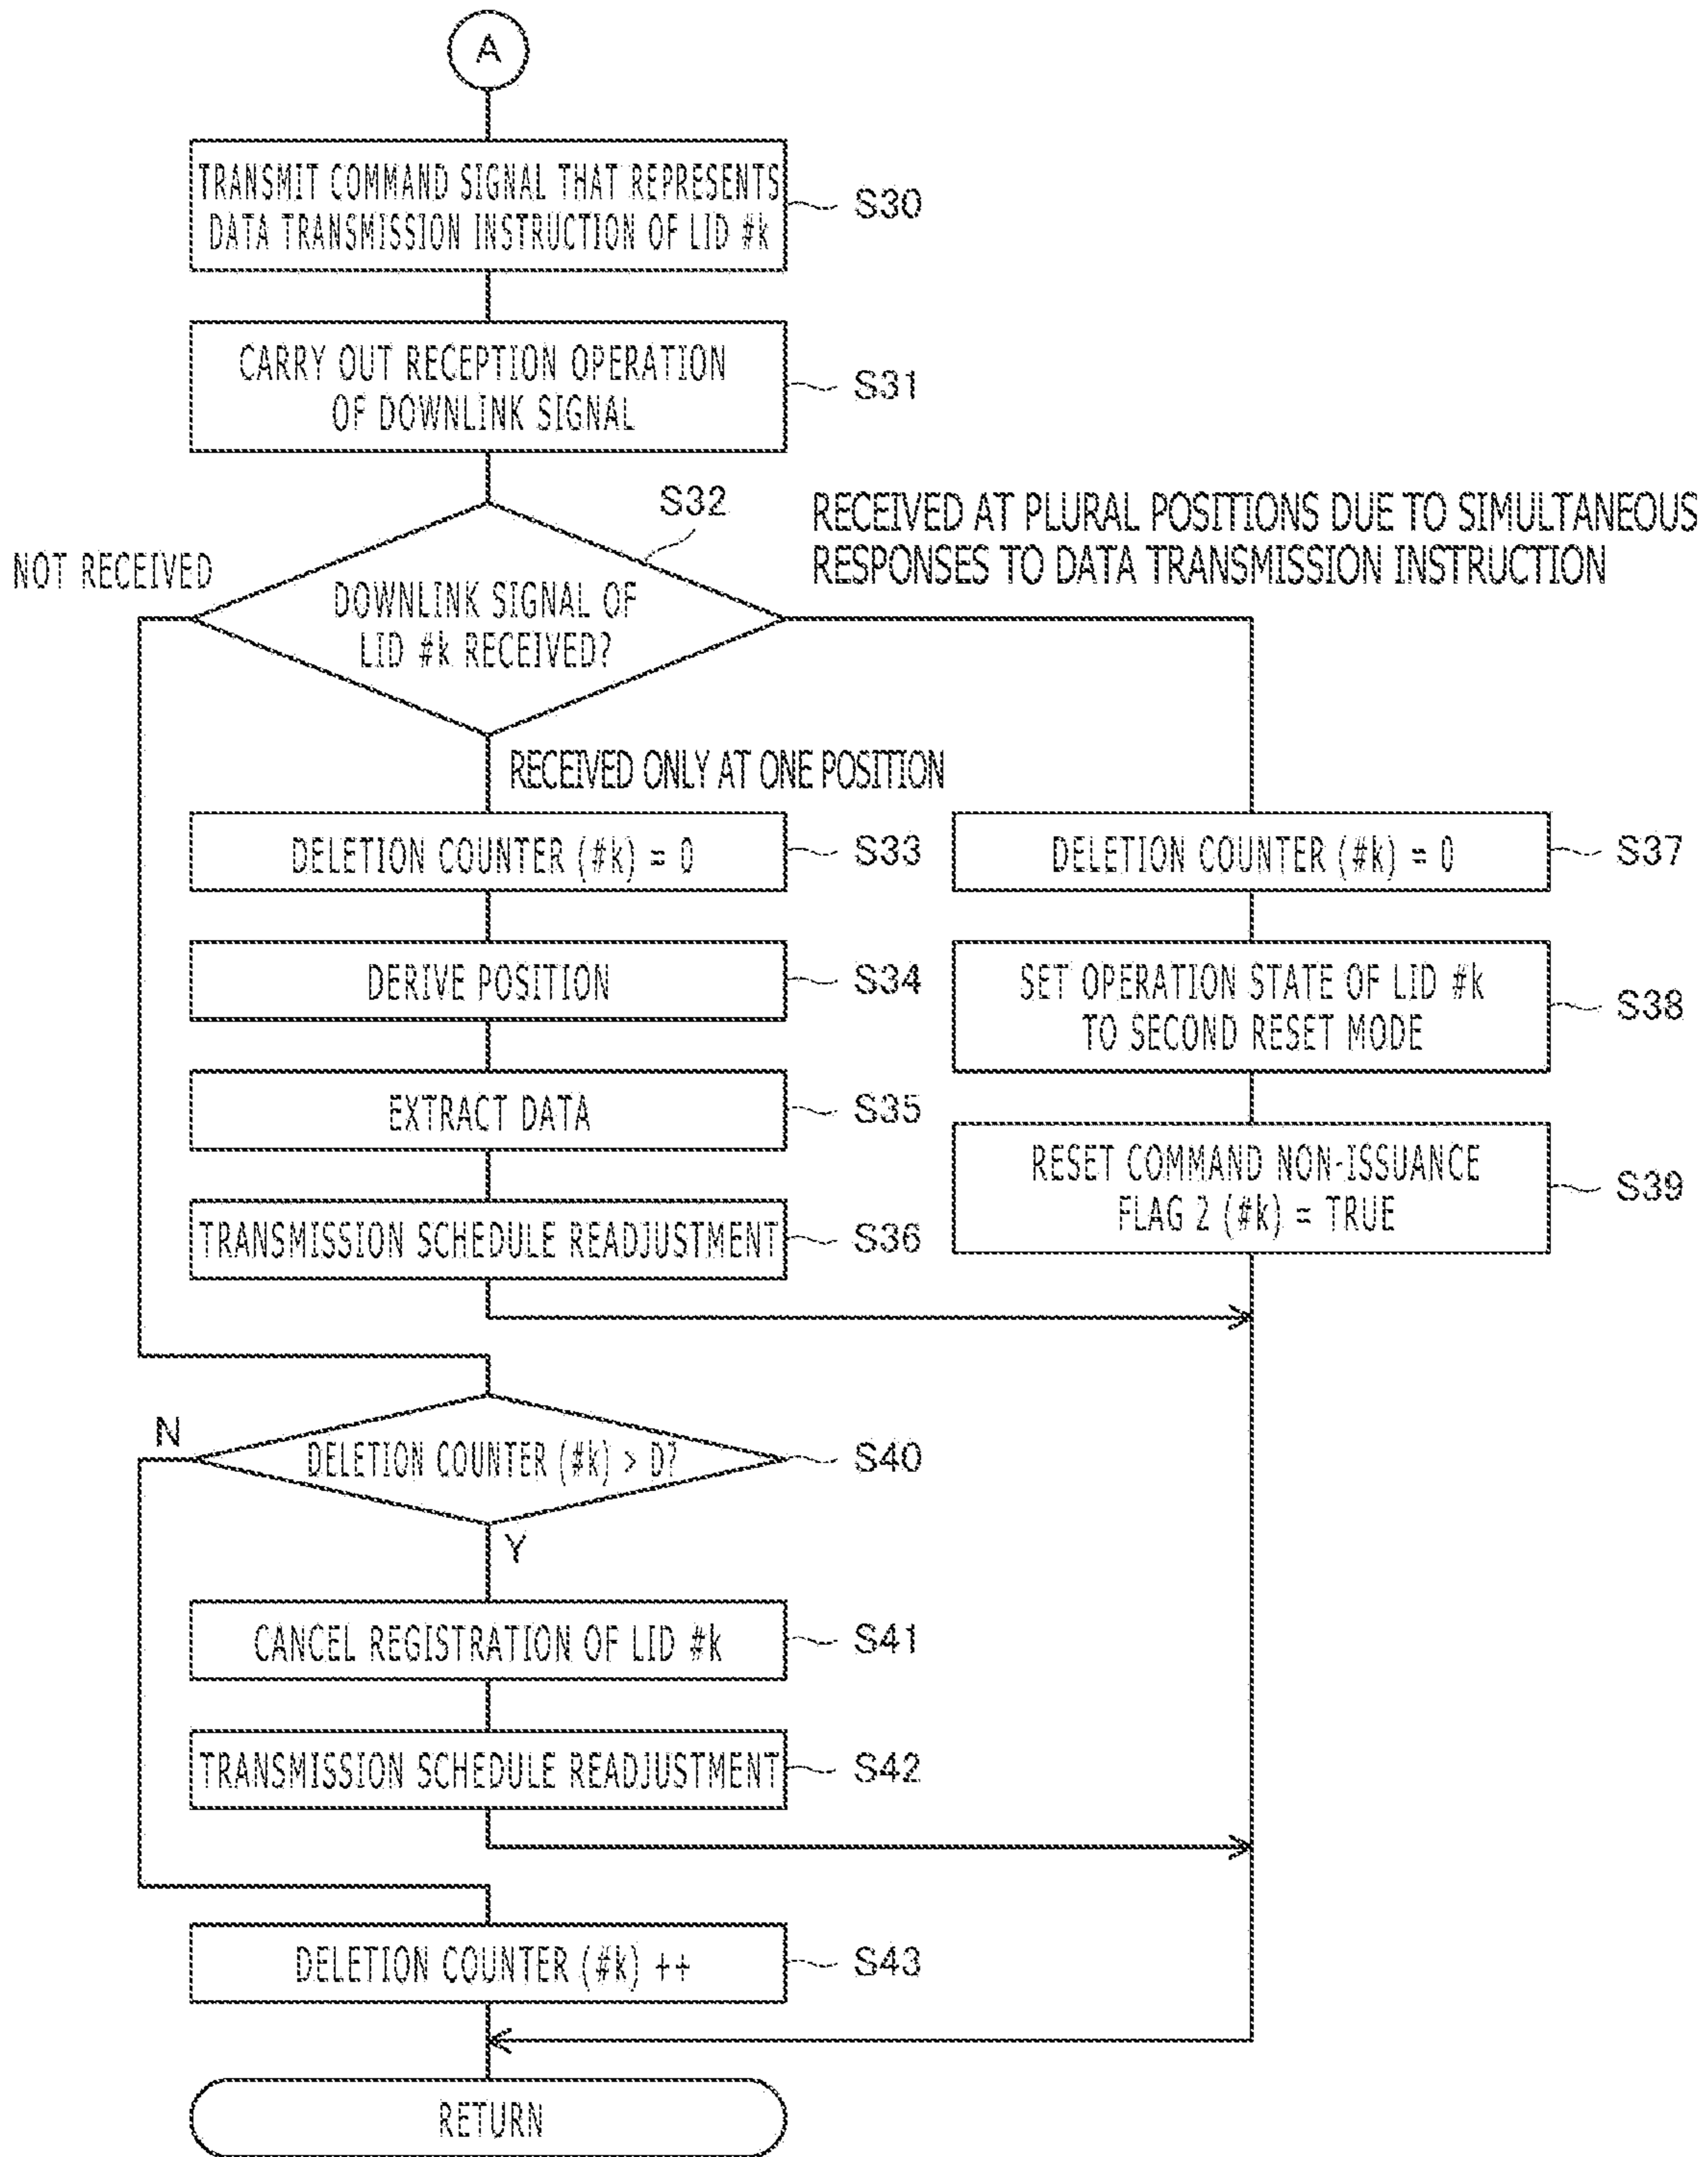 A
TRANSMIT COMMAND SIGNAL THAT REPRESENTS
DATA TRANSMISSION INSTRUCTION OF LID #k
S30
CARRY OUT RECEPTION OPERATION
OF DOWNLINK SIGNAL
S31
S32
RECEIVED AT PLURAL POSITIONS DUE TO SIMULTANEOUS
RESPONSES TO DATA TRANSMISSION INSTRUCTION
NOT RECEIVED
DOWNLINK SIGNAL OF
LID #k RECEIVED?
RECEIVED ONLY AT ONE POSITION
DELETION COUNTER (#k) = 0
S33
DELETION COUNTER (#k) = 0
S37
DERIVE POSITION
S34
SET OPERATION STATE OF LID #k
TO SECOND RESET MODE
S38
EXTRACT DATA
S35
RESET COMMAND NON-ISSUANCE
FLAG 2 (#k) = TRUE
S39
TRANSMISSION SCHEDULE READJUSTMENT
S36
N
DELETION COUNTER (#k) > D?
S40
Y
CANCEL REGISTRATION OF LID #k
S41
TRANSMISSION SCHEDULE READJUSTMENT
S42
DELETION COUNTER (#k) ++
S43
RETURN